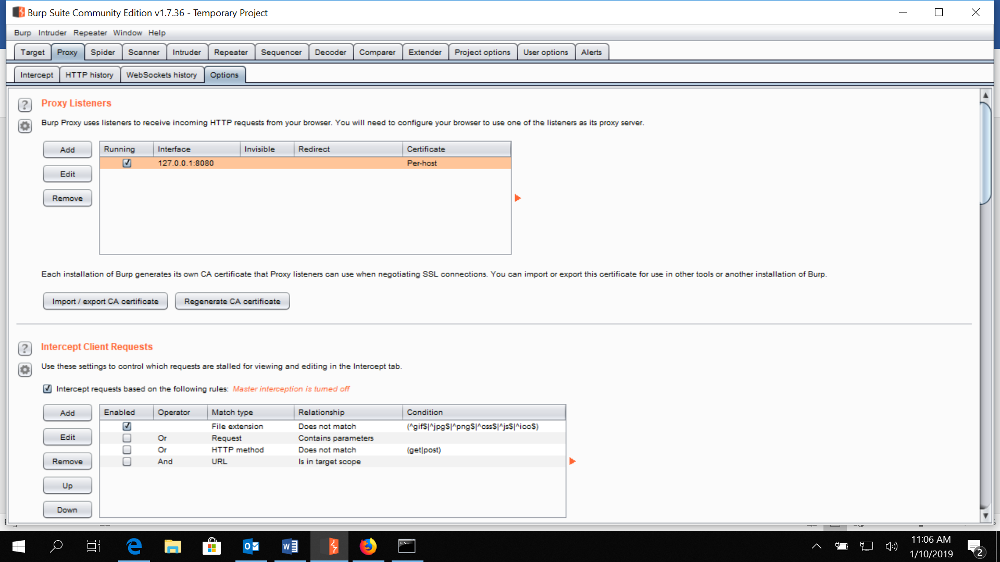 Burp Suite Community Edition v1.7.36 - Temporary Project
Burp Intruder Repeater Window Help
Target Proxy Spider Scanner Intruder Repeater Sequencer Decoder Comparer Extender Project options User options Alerts
Intercept HTTP history WebSockets history Options
? Proxy Listeners
Burp Proxy uses listeners to receive incoming HTTP requests from your browser. You will need to configure your browser to use one of the listeners as its proxy server.
Add
Edit
Remove
Running Interface Invisible Redirect Certificate
127.0.0.1:8080 Per-host
Each installation of Burp generates its own CA certificate that Proxy listeners can use when negotiating SSL connections. You can import or export this certificate for use in other tools or another installation of Burp.
Import / export CA certificate Regenerate CA certificate
? Intercept Client Requests
Use these settings to control which requests are stalled for viewing and editing in the Intercept tab.
Intercept requests based on the following rules: Master interception is turned off
Add
Edit
Remove
Up
Down
Enabled Operator Match type Relationship Condition
File extension Does not match (^gif$|^jpg$|^png$|^css$|^js$|^ico$)
Or Request Contains parameters
Or HTTP method Does not match (get|post)
And URL Is in target scope
11:06 AM
1/10/2019
2